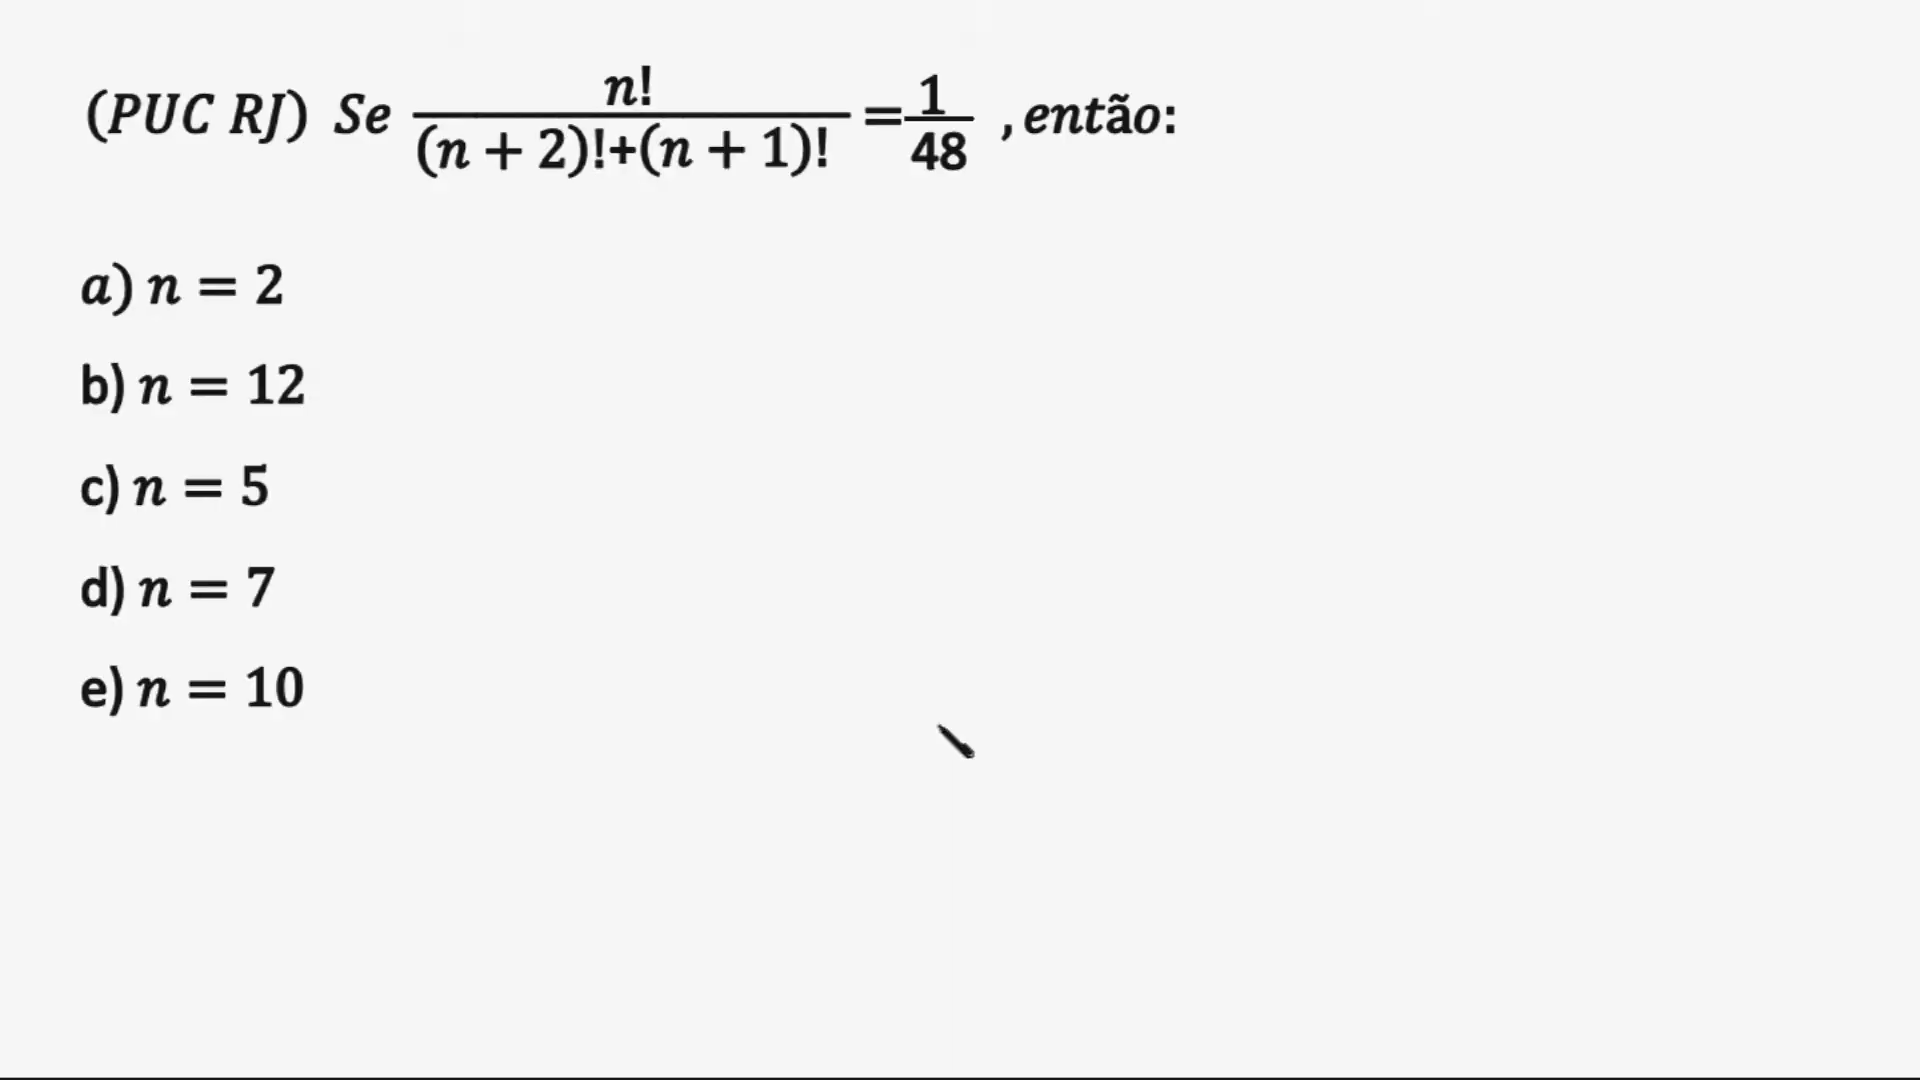 (PUC RJ) Se n!/((n + 2)!+(n + 1)!) = 1/48 , então:
a) n = 2
b) n = 12
c) n = 5
d) n = 7
e) n = 10